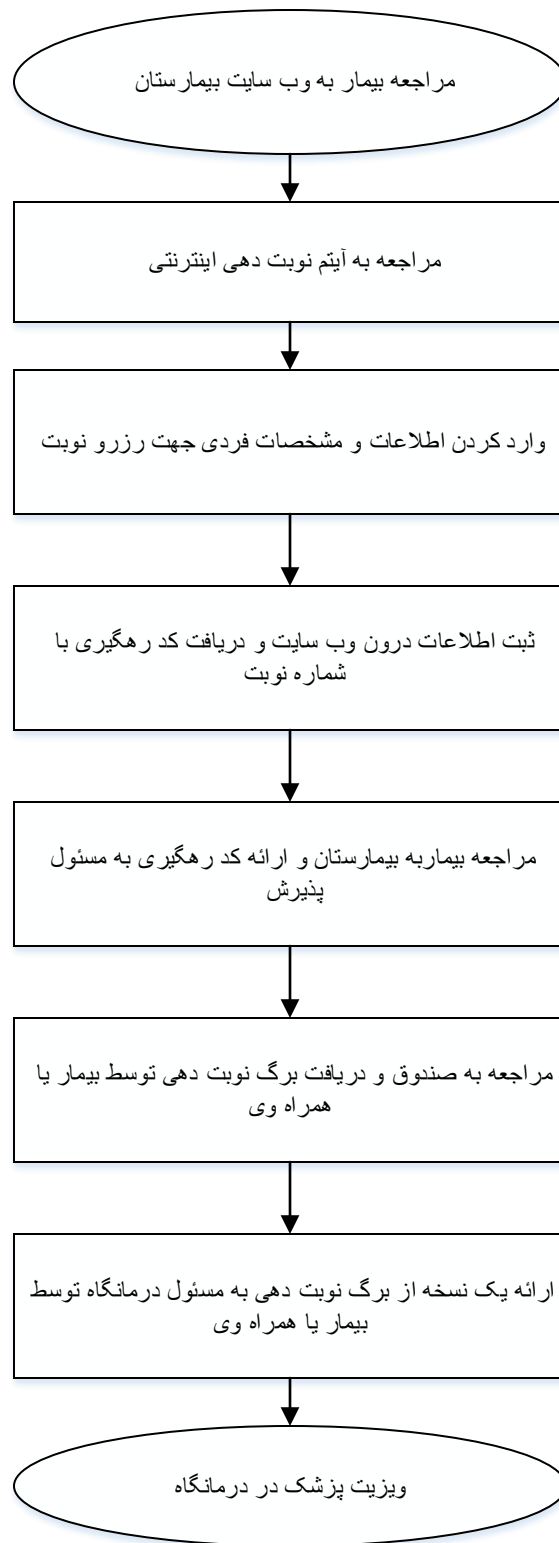 مراجعه بیمار به وب سایت بیمارستان
مراجعه به آیتم نوبت دهی اینترنتی
وارد کردن اطلاعات و مشخصات فردی جهت رزرو نوبت
ثبت اطلاعات درون وب سایت و دریافت کد رهگیری با
شماره نوبت
مراجعه بیماربه بیمارستان و ارائه کد رهگیری به مسئول
پذیرش
مراجعه به صندوق و دریافت برگ نوبت دهی توسط بیمار یا
همراه وی
ارائه یک نسخه از برگ نوبت دهی به مسئول درمانگاه توسط
بیمار یا همراه وی
ویزیت پزشک در درمانگاه